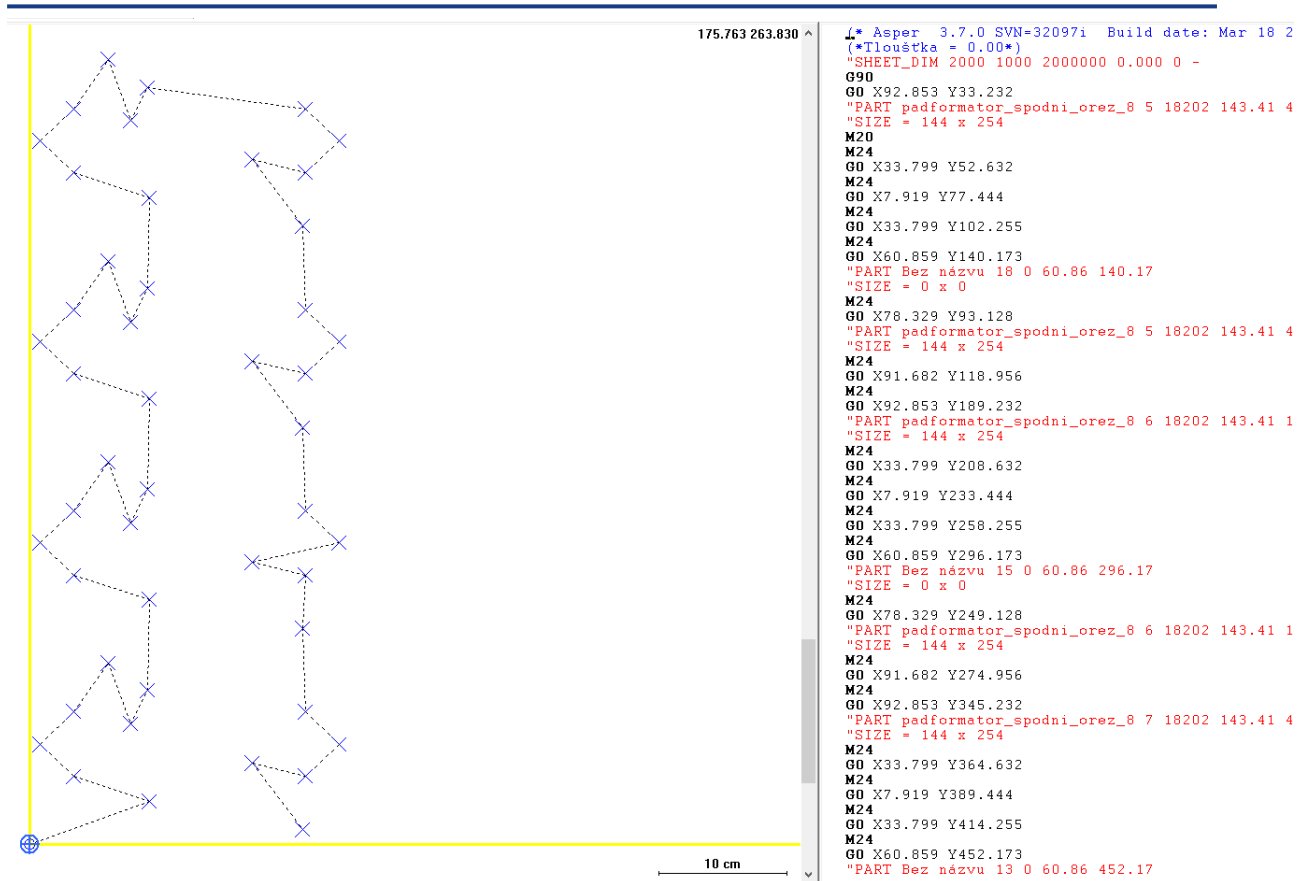 175.763 263.830
10 cm
(* Asper 3.7.0 SVN=32097i Build date: Mar 18 2
(*Tloušťka = 0.00*)
"SHEET_DIM 2000 1000 2000000 0.000 0 -
G90
G0 X92.853 Y33.232
"PART padformator_spodni_orez_8 5 18202 143.41 4
"SIZE = 144 x 254
M20
M24
G0 X33.799 Y52.632
M24
G0 X7.919 Y77.444
M24
G0 X33.799 Y102.255
M24
G0 X60.859 Y140.173
"PART Bez názvu 18 0 60.86 140.17
"SIZE = 0 x 0
M24
G0 X78.329 Y93.128
"PART padformator_spodni_orez_8 5 18202 143.41 4
"SIZE = 144 x 254
M24
G0 X91.682 Y118.956
M24
G0 X92.853 Y189.232
"PART padformator_spodni_orez_8 6 18202 143.41 1
"SIZE = 144 x 254
M24
G0 X33.799 Y208.632
M24
G0 X7.919 Y233.444
M24
G0 X33.799 Y258.255
M24
G0 X60.859 Y296.173
"PART Bez názvu 15 0 60.86 296.17
"SIZE = 0 x 0
M24
G0 X78.329 Y249.128
"PART padformator_spodni_orez_8 6 18202 143.41 1
"SIZE = 144 x 254
M24
G0 X91.682 Y274.956
M24
G0 X92.853 Y345.232
"PART padformator_spodni_orez_8 7 18202 143.41 4
"SIZE = 144 x 254
M24
G0 X33.799 Y364.632
M24
G0 X7.919 Y389.444
M24
G0 X33.799 Y414.255
M24
G0 X60.859 Y452.173
"PART Bez názvu 13 0 60.86 452.17